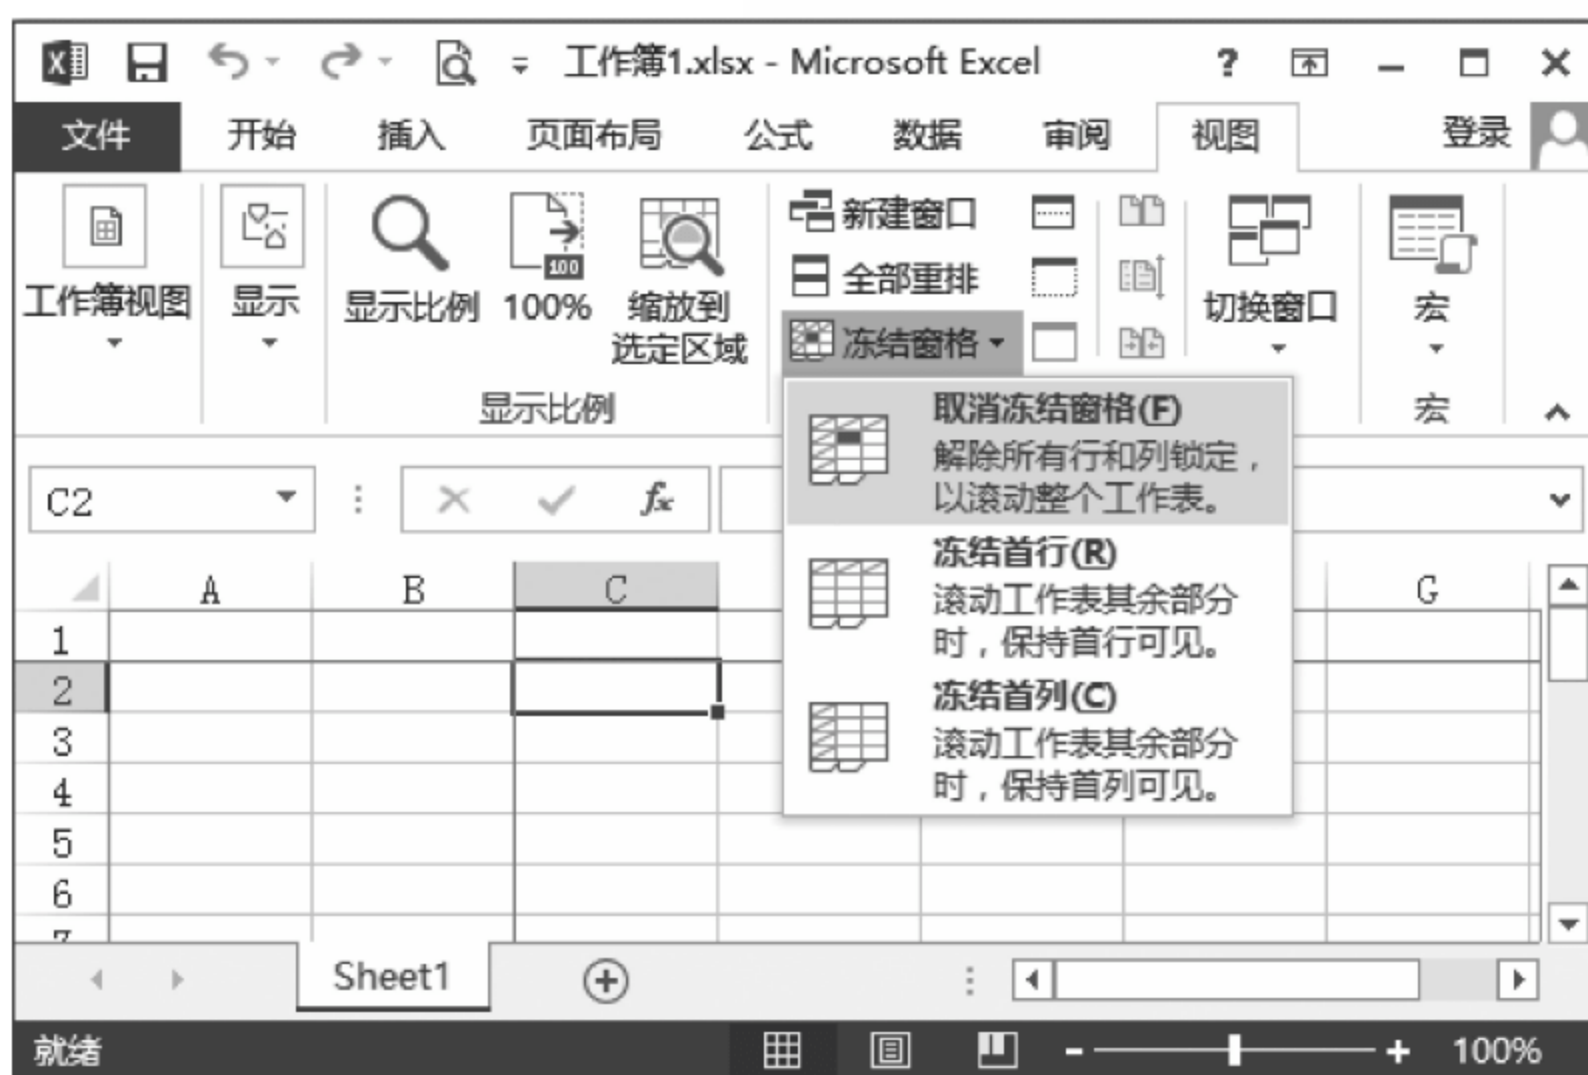 工作簿1.xlsx - Microsoft Excel
?
文件 开始 插入 页面布局 公式 数据 审阅 视图 登录
工作簿视图
显示
显示比例
100
100%
缩放到
选定区域
显示比例
新建窗口
全部重排
冻结窗格
切换窗口
宏
宏
取消冻结窗格(F)
解除所有行和列锁定，
以滚动整个工作表。
冻结首行(R)
滚动工作表其余部分
时，保持首行可见。
冻结首列(C)
滚动工作表其余部分
时，保持首列可见。
C2
fx
A B C G
1
2
3
4
5
6
7
Sheet1
就绪
- + 100%